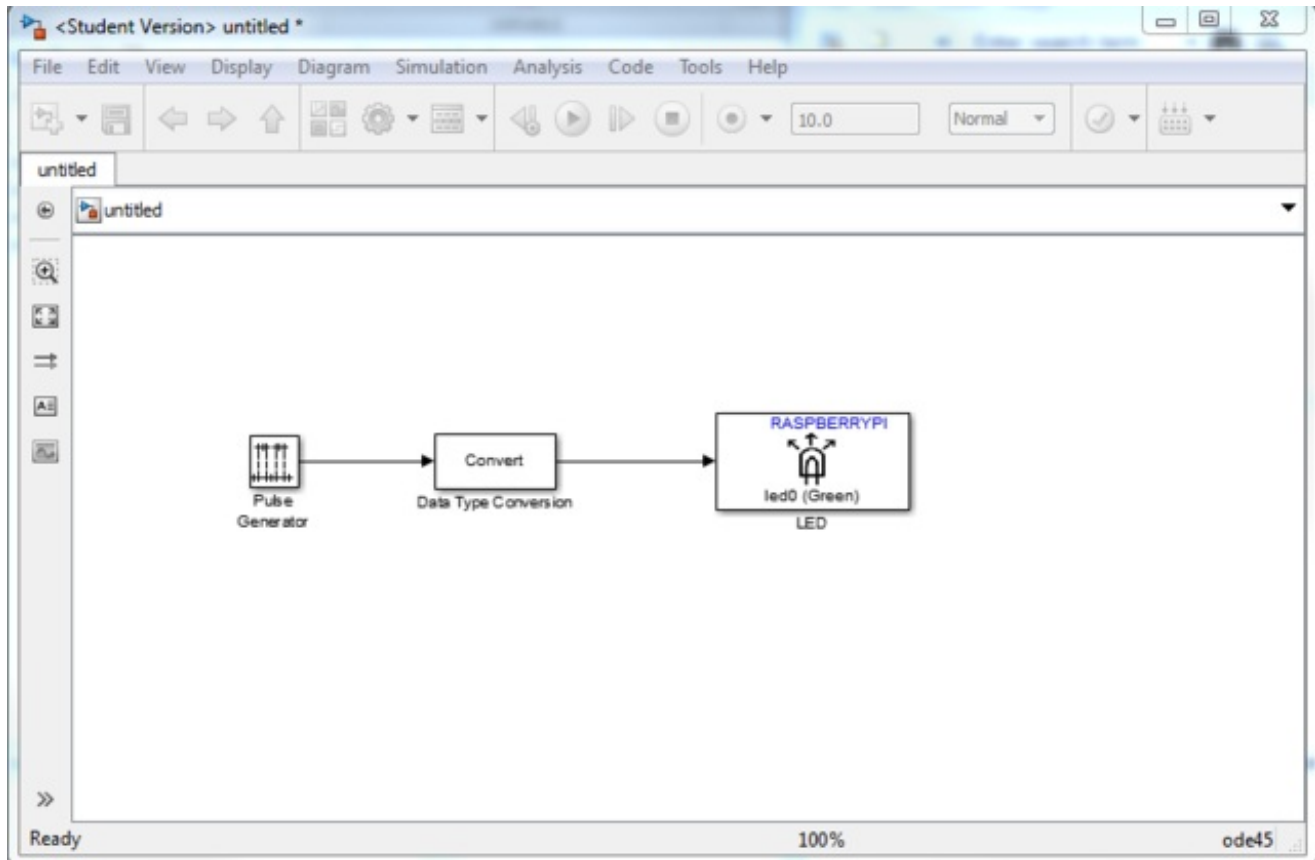 <Student Version> untitled *
File Edit View Display Diagram Simulation Analysis Code Tools Help
10.0 Normal
untitled
untitled
RASPBERRYPI
Convert
led0 (Green)
Pulse
Generator
Data Type Conversion
LED
Ready 100% ode45